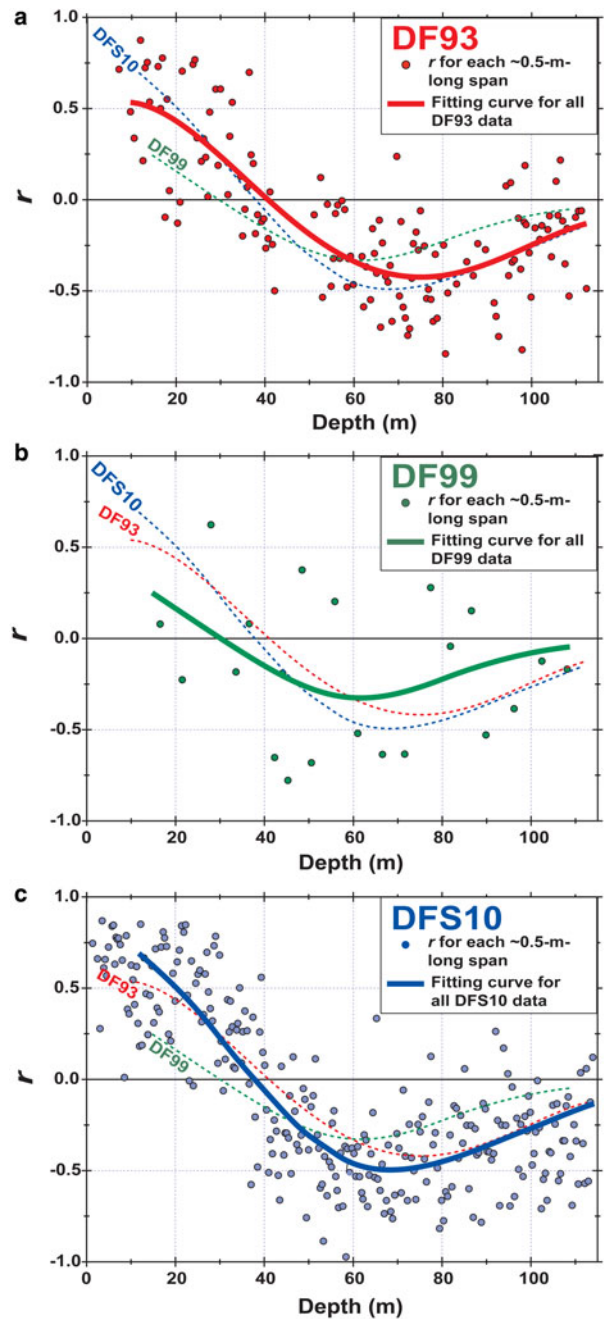 a
DF93
r for each ~0.5-m-
long span
Fitting curve for all
DF93 data
DFS10
DF99
1.0
0.5
0.0
-0.5
-1.0
r
0
20
40
60
80
100
Depth (m)
b
DF99
r for each ~0.5-m-
long span
Fitting curve for all
DF99 data
DFS10
DF93
1.0
0.5
0.0
-0.5
-1.0
r
0
20
40
60
80
100
Depth (m)
c
DFS10
r for each ~0.5-m-
long span
Fitting curve for
all DFS10 data
DF93
DF99
1.0
0.5
0.0
-0.5
-1.0
r
0
20
40
60
80
100
Depth (m)